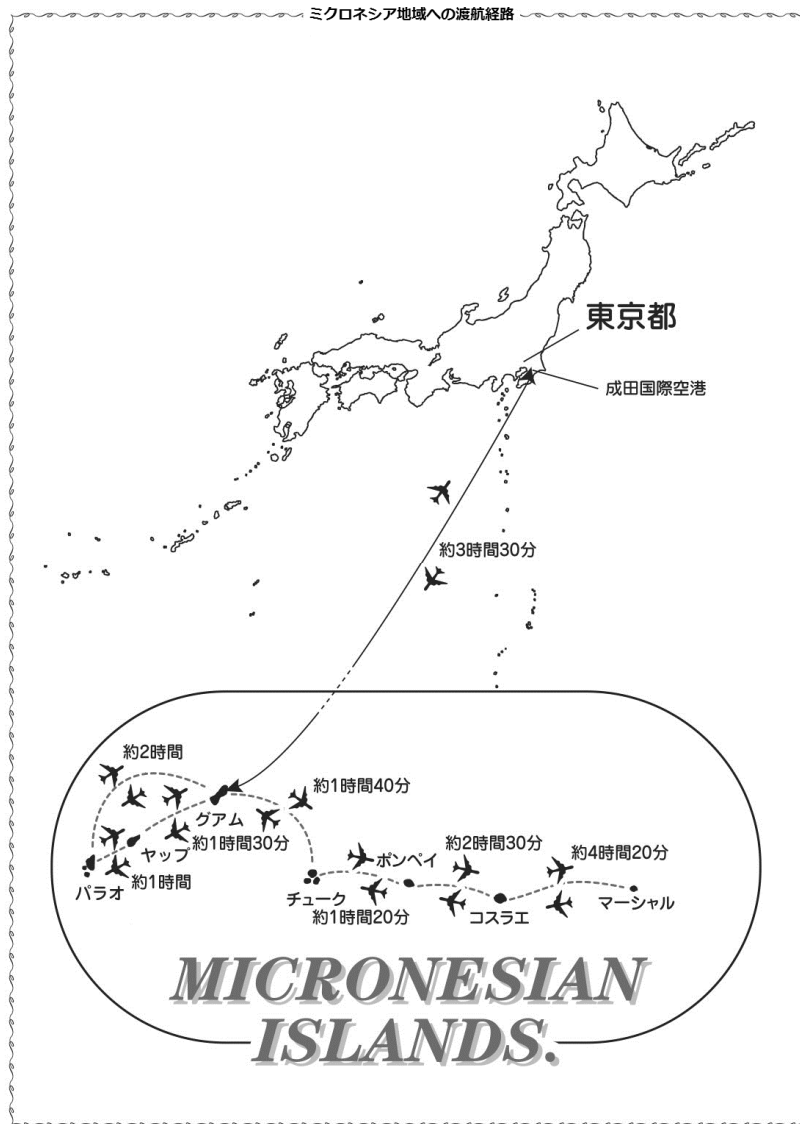 ミクロネシア地域への渡航経路
東京都
成田国際空港
約3時間30分
約2時間
グアム
約1時間40分
ヤップ
約1時間30分
パラオ
約1時間
チューク
約1時間20分
ポンペイ
約2時間30分
コスラエ
約4時間20分
マーシャル
MICRONESIAN
ISLANDS.